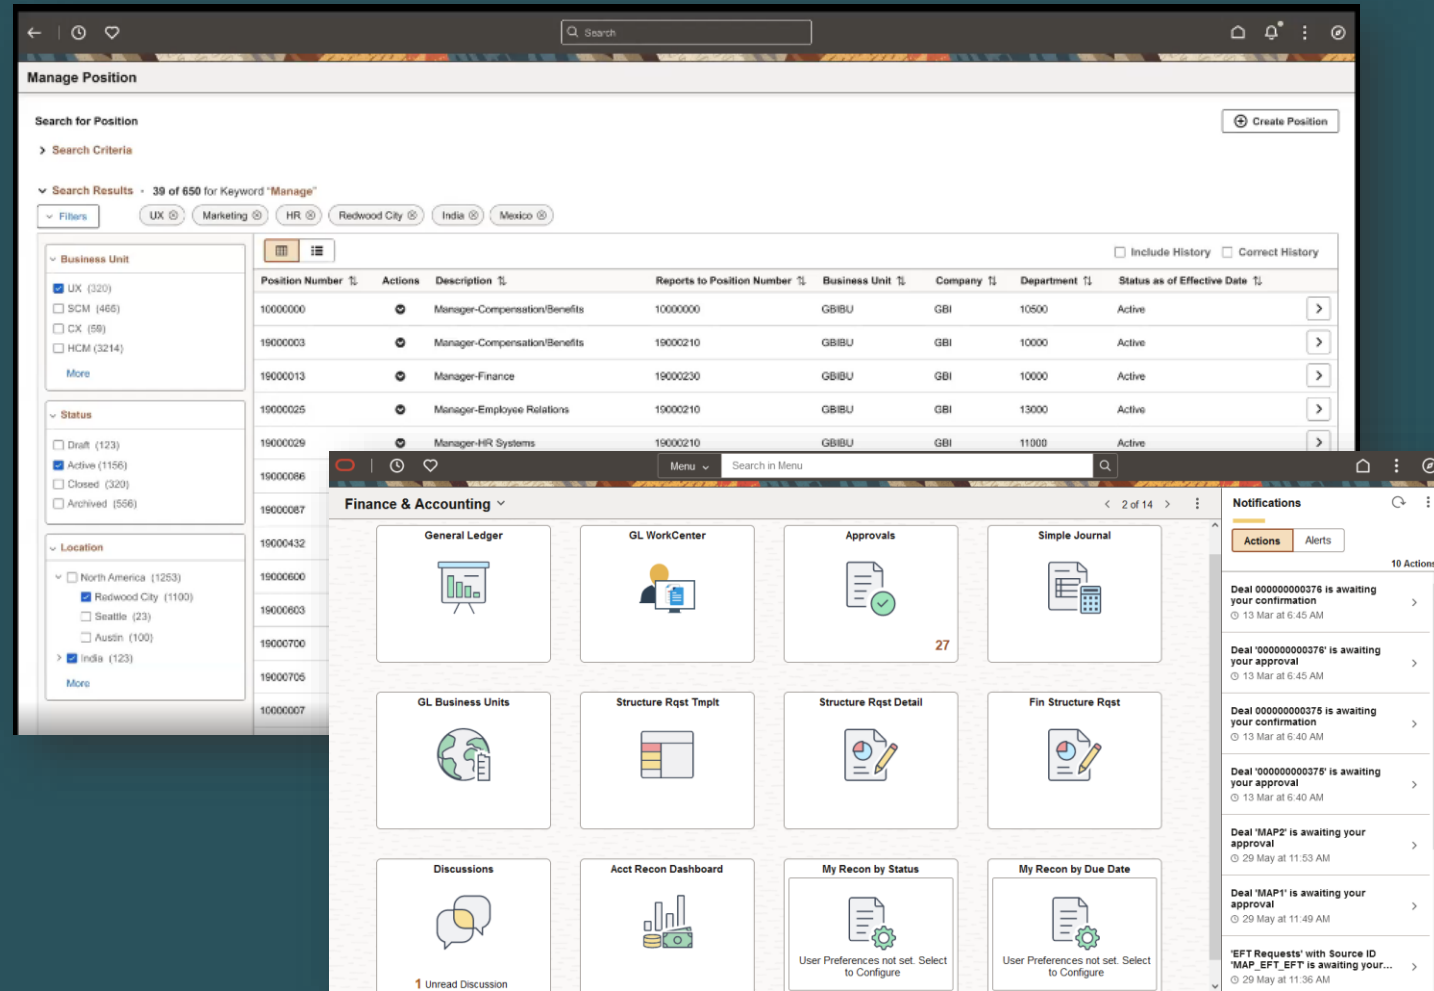 Search
Manage Position
Search for Position
Create Position
Search Criteria
Search Results • 39 of 650 for Keyword "Manage"
Filters
UX
Marketing
HR
Redwood City
India
Mexico
Business Unit
UX (320)
SCM (466)
CX (59)
HCM (3214)
More
Status
Draft (123)
Active (1156)
Closed (320)
Archived (556)
Location
North America (1253)
Redwood City (1100)
Seattle (23)
Austin (100)
India (123)
More
Include History
Correct History
Position Number Actions Description Reports to Position Number Business Unit Company Department Status as of Effective Date
10000000 Manager-Compensation/Benefits 10000000 GBIBU GBI 10500 Active
19000003 Manager-Compensation/Benefits 19000210 GBIBU GBI 10000 Active
19000013 Manager-Finance 19000230 GBIBU GBI 10000 Active
19000025 Manager-Employee Relations 19000210 GBIBU GBI 13000 Active
19000029 Manager-HR Systems 19000210 GBIBU GBI 11000 Active
19000086
19000087
19000432
19000600
19000603
19000700
19000705
10000007
Menu
Search in Menu
Finance & Accounting
2 of 14
General Ledger
GL WorkCenter
Approvals
27
Simple Journal
GL Business Units
Structure Rqst Tmplt
Structure Rqst Detail
Fin Structure Rqst
Discussions
1 Unread Discussion
Acct Recon Dashboard
My Recon by Status
User Preferences not set. Select
to Configure
My Recon by Due Date
User Preferences not set. Select
to Configure
Notifications
Actions
Alerts
10 Actions
Deal 000000000376 is awaiting
your confirmation
13 Mar at 6:45 AM
Deal '000000000376' is awaiting
your approval
13 Mar at 6:45 AM
Deal 000000000375 is awaiting
your confirmation
13 Mar at 6:40 AM
Deal '000000000375' is awaiting
your approval
13 Mar at 6:40 AM
Deal 'MAP2' is awaiting your
approval
29 May at 11:53 AM
Deal 'MAP1' is awaiting your
approval
29 May at 11:49 AM
'EFT Requests' with Source ID
'MAP_EFT_EFT' is awaiting your...
29 May at 11:36 AM